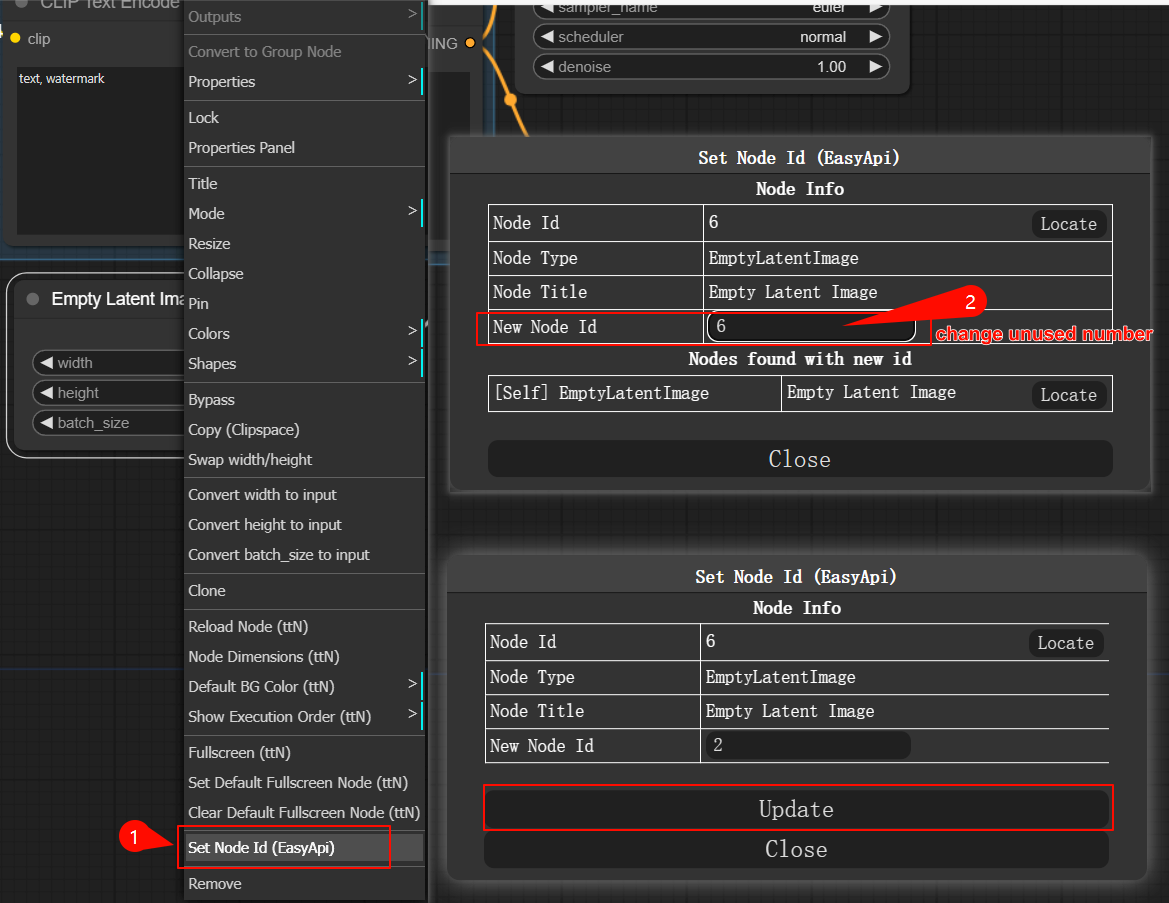 CLIP Text Encode
clip
text, watermark
Empty Latent Ima
width
height
batch_size
Outputs >
Convert to Group Node
Properties >
Lock
Properties Panel
Title
Mode >
Resize
Collapse
Pin
Colors >
Shapes >
Bypass
Copy (Clipspace)
Swap width/height
Convert width to input
Convert height to input
Convert batch_size to input
Clone
Reload Node (ttN)
Node Dimensions (ttN)
Default BG Color (ttN) >
Show Execution Order (ttN) >
Fullscreen (ttN)
Set Default Fullscreen Node (ttN)
Clear Default Fullscreen Node (ttN)
1
Set Node Id (EasyApi)
Remove
ING
sampler_name euler
scheduler normal
denoise 1.00
Set Node Id (EasyApi)
Node Info
Node Id 6 Locate
Node Type EmptyLatentImage
Node Title Empty Latent Image
New Node Id 6
2
change unused number
Nodes found with new id
[Self] EmptyLatentImage Empty Latent Image Locate
Close
Set Node Id (EasyApi)
Node Info
Node Id 6 Locate
Node Type EmptyLatentImage
Node Title Empty Latent Image
New Node Id 2
Update
Close